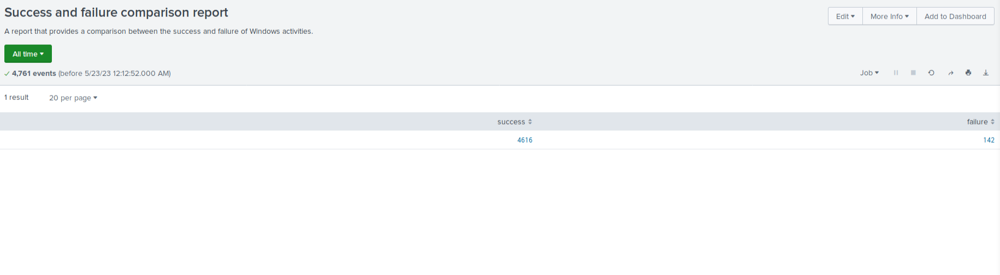 Success and failure comparison report
Edit More Info Add to Dashboard
A report that provides a comparison between the success and failure of Windows activities.
All time
4,761 events (before 5/23/23 12:12:52.000 AM)
Job
1 result 20 per page
success failure
4616 142